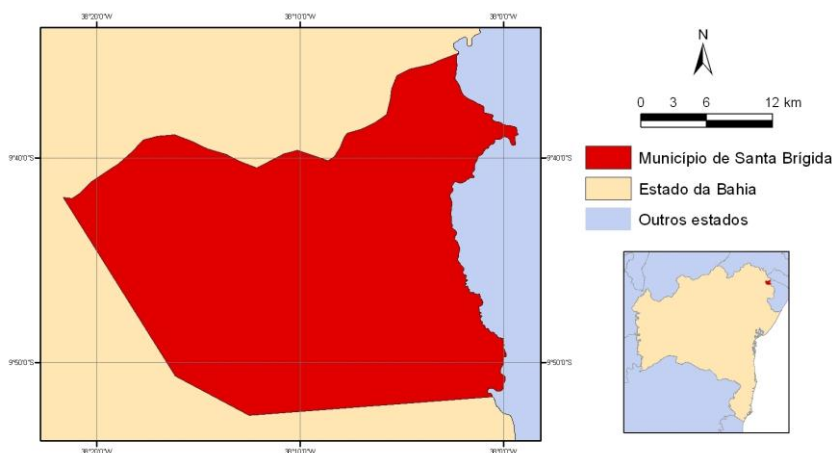 38°20'0"W 38°10'0"W 38°0'0"W
N
0 3 6 12 km
9°40'0"S 9°40'0"S
Município de Santa Brígida
Estado da Bahia
Outros estados
9°50'0"S 9°50'0"S
38°20'0"W 38°10'0"W 38°0'0"W